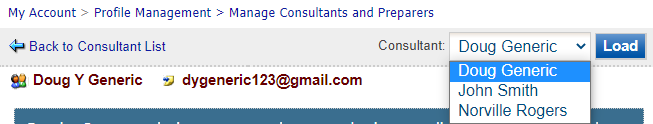 My Account > Profile Management > Manage Consultants and Preparers
Back to Consultant List Consultant: Doug Generic Load
Doug Generic
John Smith
Norville Rogers
Doug Y Generic dygeneric123@gmail.com